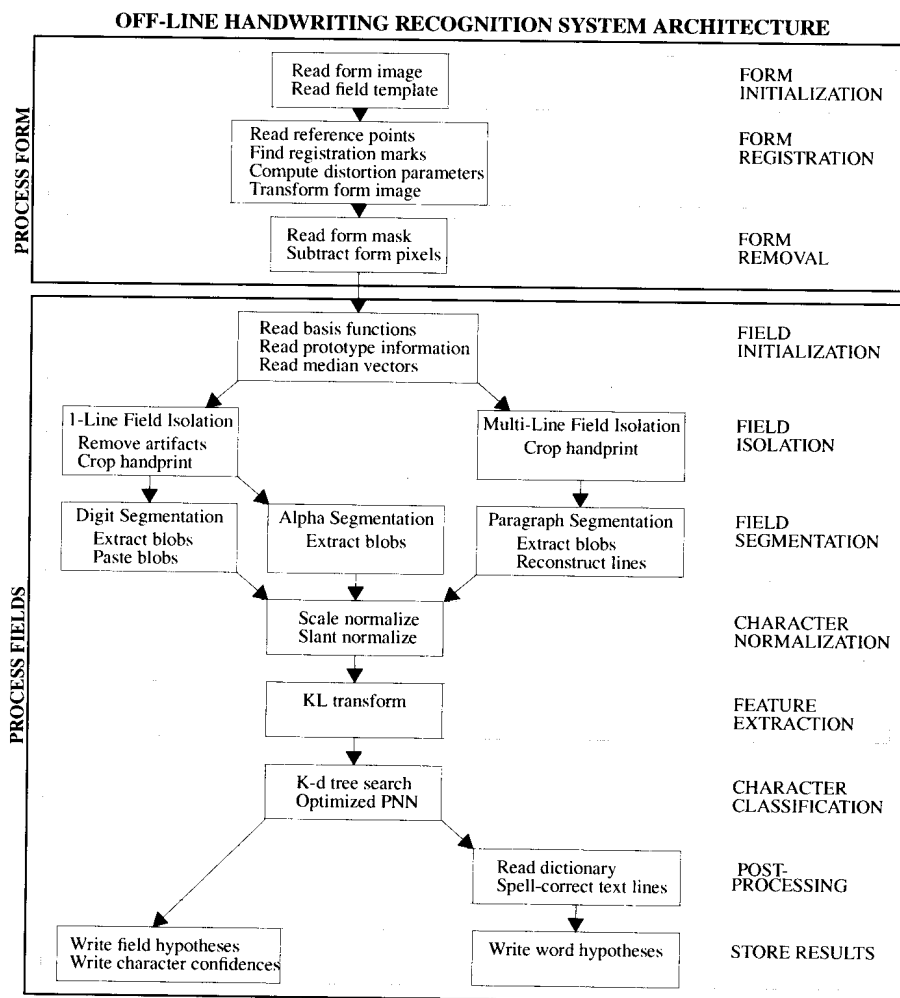 OFF-LINE HANDWRITING RECOGNITION SYSTEM ARCHITECTURE
PROCESS FORM
Read form image
Read field template
FORM
INITIALIZATION
Read reference points
Find registration marks
Compute distortion parameters
Transform form image
FORM
REGISTRATION
Read form mask
Subtract form pixels
FORM
REMOVAL
PROCESS FIELDS
Read basis functions
Read prototype information
Read median vectors
FIELD
INITIALIZATION
1-Line Field Isolation
Remove artifacts
Crop handprint
Multi-Line Field Isolation
Crop handprint
FIELD
ISOLATION
Digit Segmentation
Extract blobs
Paste blobs
Alpha Segmentation
Extract blobs
Paragraph Segmentation
Extract blobs
Reconstruct lines
FIELD
SEGMENTATION
Scale normalize
Slant normalize
CHARACTER
NORMALIZATION
KL transform
FEATURE
EXTRACTION
K-d tree search
Optimized PNN
CHARACTER
CLASSIFICATION
Read dictionary
Spell-correct text lines
POST-
PROCESSING
Write field hypotheses
Write character confidences
Write word hypotheses
STORE RESULTS